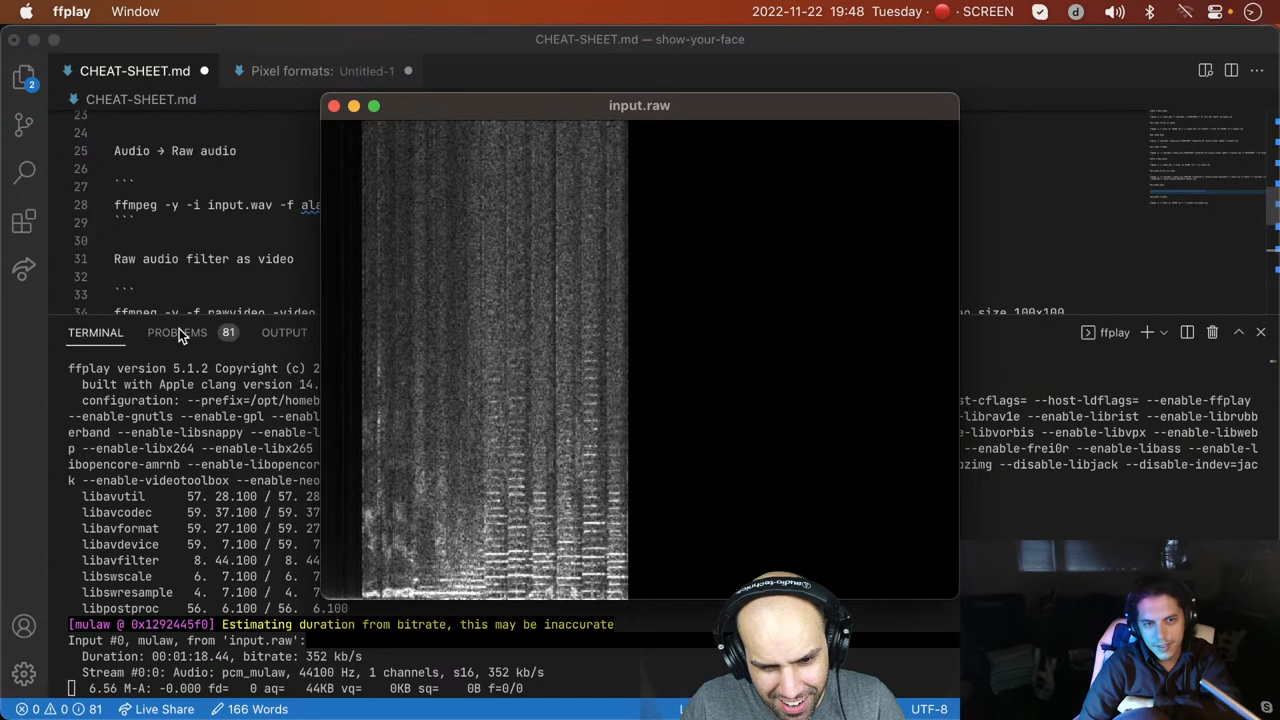 ffplay Window 2022-11-22 19:48 Tuesday SCREEN
CHEAT-SHEET.md — show-your-face
CHEAT-SHEET.md Pixel formats: Untitled-1
CHEAT-SHEET.md
input.raw
23
24
25 Audio → Raw audio
26
27 ```
28 ffmpeg -y -i input.wav -f
29 ```
30
31 Raw audio filter as video
32
33 ```
34 ffmpeg -y -f rawvideo -video size 100x100
TERMINAL PROBLEMS 81 OUTPUT ffplay
ffplay version 5.1.2 Copyright (c) 2
built with Apple clang version 14.
configuration: --prefix=/opt/homeb st-cflags= --host-ldflags= --enable-ffplay
--enable-gnutls --enable-gpl --enabl -librav1e --enable-librist --enable-librubb
erband --enable-libsnappy --enable-l libvorbis --enable-libvpx --enable-libweb
p --enable-libx264 --enable-libx265 --enable-frei0r --enable-libass --enable-l
ibopencore-amrnb --enable-libopencor zimg --disable-libjack --disable-indev=jac
k --enable-videotoolbox --enable-neo
libavutil 57. 28.100 / 57. 28
libavcodec 59. 37.100 / 59. 37
libavformat 59. 27.100 / 59. 27
libavdevice 59. 7.100 / 59. 7
libavfilter 8. 44.100 / 8. 44
libswscale 6. 7.100 / 6. 7
libswresample 4. 7.100 / 4. 7
libpostproc 56. 6.100 / 56. 6.100
[mulaw @ 0x1292445f0] Estimating duration from bitrate, this may be inaccurate
Input #0, mulaw, from 'input.raw':
Duration: 00:01:18.44, bitrate: 352 kb/s
Stream #0:0: Audio: pcm_mulaw, 44100 Hz, 1 channels, s16, 352 kb/s
6.56 M-A: -0.000 fd= 0 aq= 44KB vq= 0KB sq= 0B f=0/0
0 0 81 Live Share 166 Words UTF-8
2
audio-technica